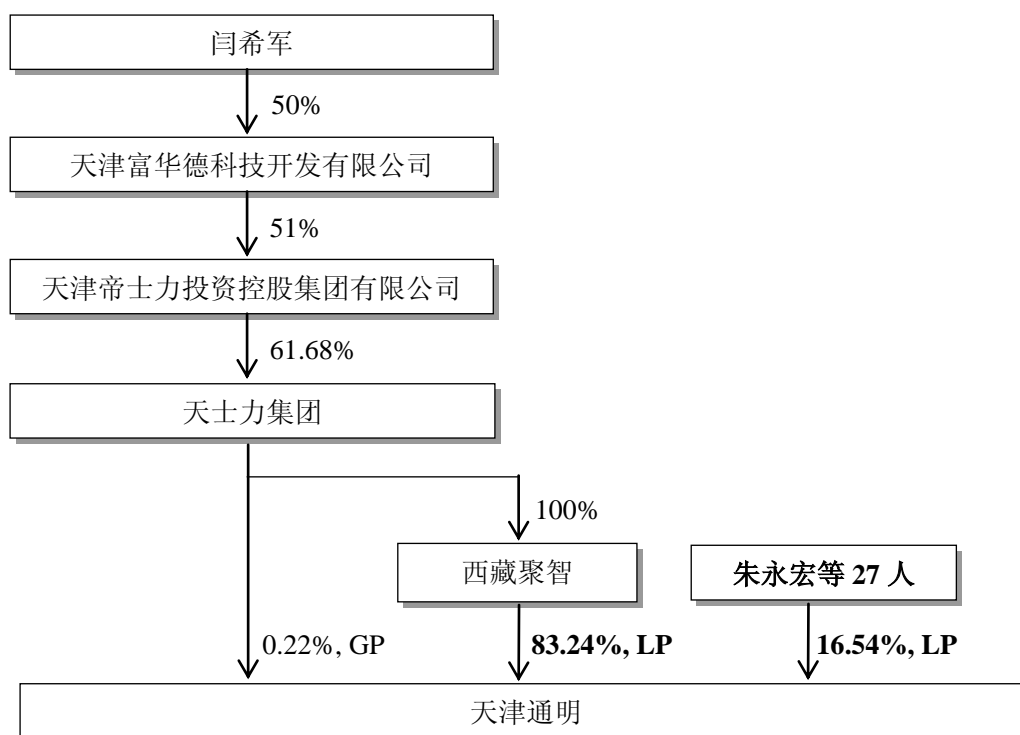 闫希军
50%
天津富华德科技开发有限公司
51%
天津帝士力投资控股集团有限公司
61.68%
天士力集团
100%
西藏聚智
朱永宏等 27 人
0.22%, GP
83.24%, LP
16.54%, LP
天津通明